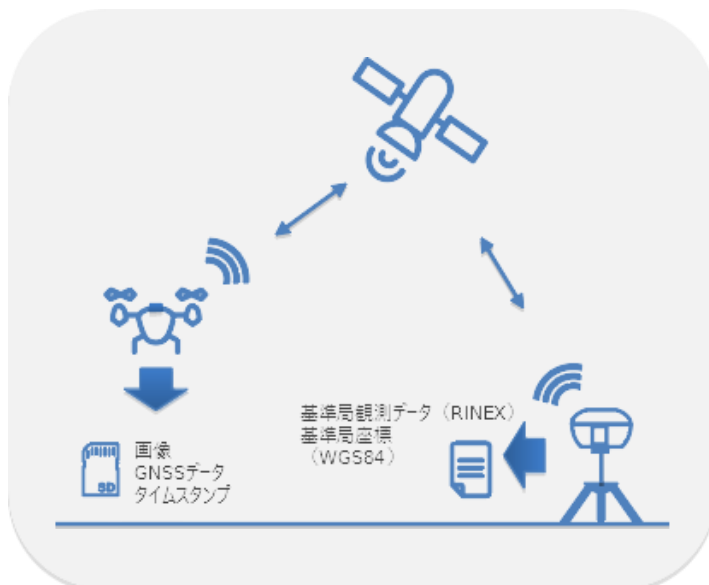 基準局観測データ（RINEX）
基準局座標
（WGS84）
画像
GNSSデータ
タイムスタンプ
SD